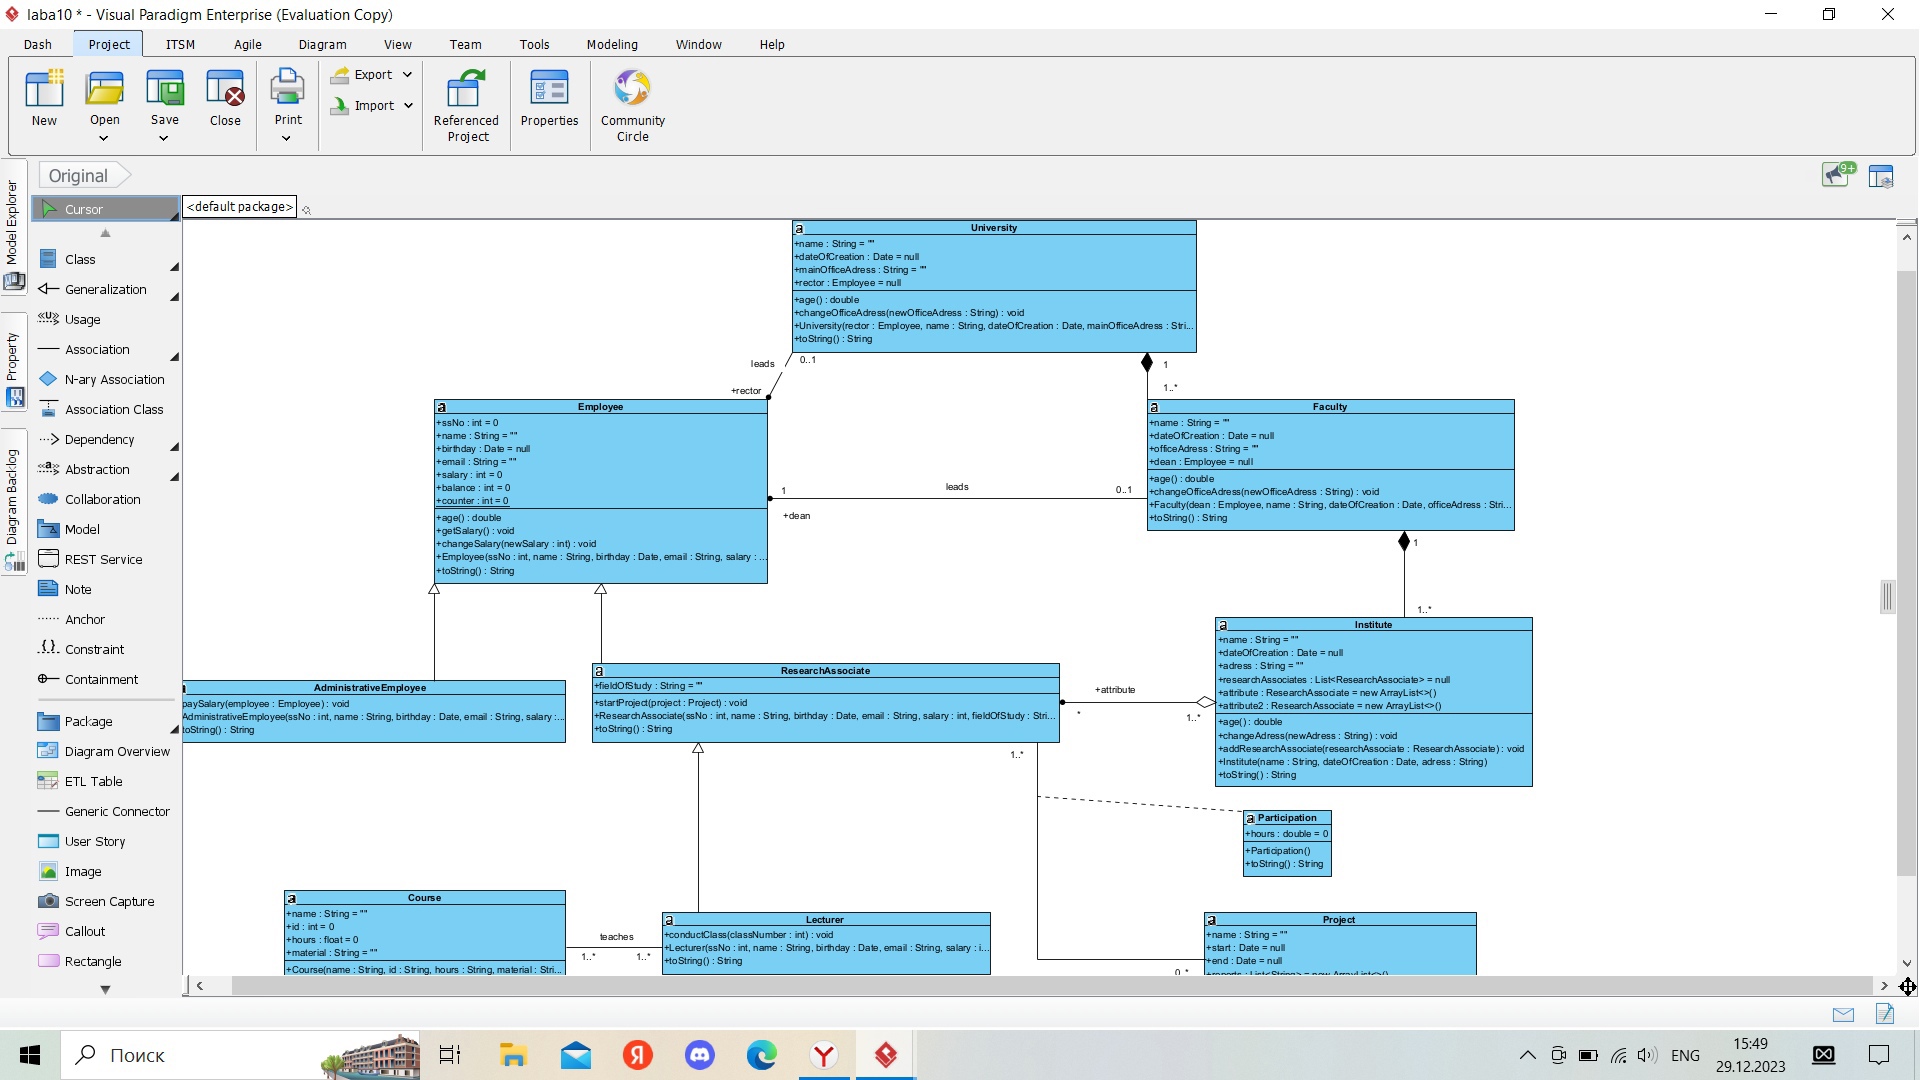 laba10 * - Visual Paradigm Enterprise (Evaluation Copy)
Dash Project ITSM Agile Diagram View Team Tools Modeling Window Help
New
Open
Save
Close
Print
Export
Import
Referenced Project
Properties
Community Circle
Model Explorer
Property
Diagram Backlog
Original
9+
<default package>
Cursor
Class
Generalization
Usage
Association
N-ary Association
Association Class
Dependency
Abstraction
Collaboration
Model
REST Service
Note
Anchor
Constraint
Containment
Package
Diagram Overview
ETL Table
Generic Connector
User Story
Image
Screen Capture
Callout
Rectangle
University
+name : String = ""
+dateOfCreation : Date = null
+mainOfficeAdress : String = ""
+rector : Employee = null
+age() : double
+changeOfficeAdress(newOfficeAdress : String) : void
+University(rector : Employee, name : String, dateOfCreation : Date, mainOfficeAdress : Stri...
+toString() : String
leads
0..1
+rector
1
1..*
Employee
+ssNo : int = 0
+name : String = ""
+birthday : Date = null
+email : String = ""
+salary : int = 0
+balance : int = 0
+counter : int = 0
+age() : double
+getSalary() : void
+changeSalary(newSalary : int) : void
+Employee(ssNo : int, name : String, birthday : Date, email : String, salary : ...
+toString() : String
1
leads
0..1
+dean
Faculty
+name : String = ""
+dateOfCreation : Date = null
+officeAdress : String = ""
+dean : Employee = null
+age() : double
+changeOfficeAdress(newOfficeAdress : String) : void
+Faculty(dean : Employee, name : String, dateOfCreation : Date, officeAdress : Stri...
+toString() : String
1
1..*
AdministrativeEmployee
paySalary(employee : Employee) : void
AdministrativeEmployee(ssNo : int, name : String, birthday : Date, email : String, salary :...
toString() : String
ResearchAssociate
+fieldOfStudy : String = ""
+startProject(project : Project) : void
+ResearchAssociate(ssNo : int, name : String, birthday : Date, email : String, salary : int, fieldOfStudy : Stri...
+toString() : String
+attribute
*
1..*
1..*
Institute
+name : String = ""
+dateOfCreation : Date = null
+adress : String = ""
+researchAssociates : List<ResearchAssociate> = null
+attribute : ResearchAssociate = new ArrayList<>()
+attribute2 : ResearchAssociate = new ArrayList<>()
+age() : double
+changeAdress(newAdress : String) : void
+addResearchAssociate(researchAssociate : ResearchAssociate) : void
+Institute(name : String, dateOfCreation : Date, adress : String)
+toString() : String
Participation
+hours : double = 0
+Participation()
+toString() : String
Course
+name : String = ""
+id : int = 0
+hours : float = 0
+material : String = ""
+Course(name : String, id : String, hours : String, material : Stri...
teaches
1..*
1..*
Lecturer
+conductClass(classNumber : int) : void
+Lecturer(ssNo : int, name : String, birthday : Date, email : String, salary : i...
+toString() : String
Project
+name : String = ""
+start : Date = null
+end : Date = null
+reports : List<String> = new ArrayList<>()
0..*
Поиск
ENG
15:49
29.12.2023